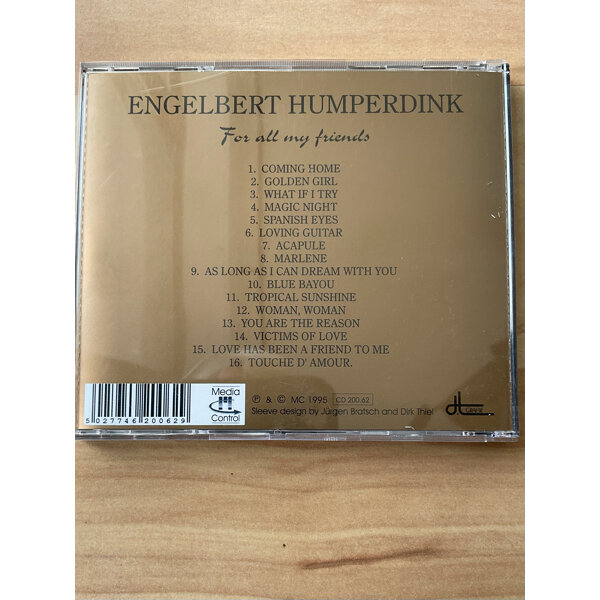 ENGELBERT HUMPERDINK
For all my friends
1. COMING HOME
2. GOLDEN GIRL
3. WHAT IF I TRY
4. MAGIC NIGHT
5. SPANISH EYES
6. LOVING GUITAR
7. ACAPULE
8. MARLENE
9. AS LONG AS I CAN DREAM WITH YOU
10. BLUE BAYOU
11. TROPICAL SUNSHINE
12. WOMAN, WOMAN
13. YOU ARE THE REASON
14. VICTIMS OF LOVE
15. LOVE HAS BEEN A FRIEND TO ME
16. TOUCHE D' AMOUR.
5 027746 200629
Media
Control
℗ & © MC 1995 CD 200.62
Sleeve design by Jürgen Bratsch and Dirk Thiel